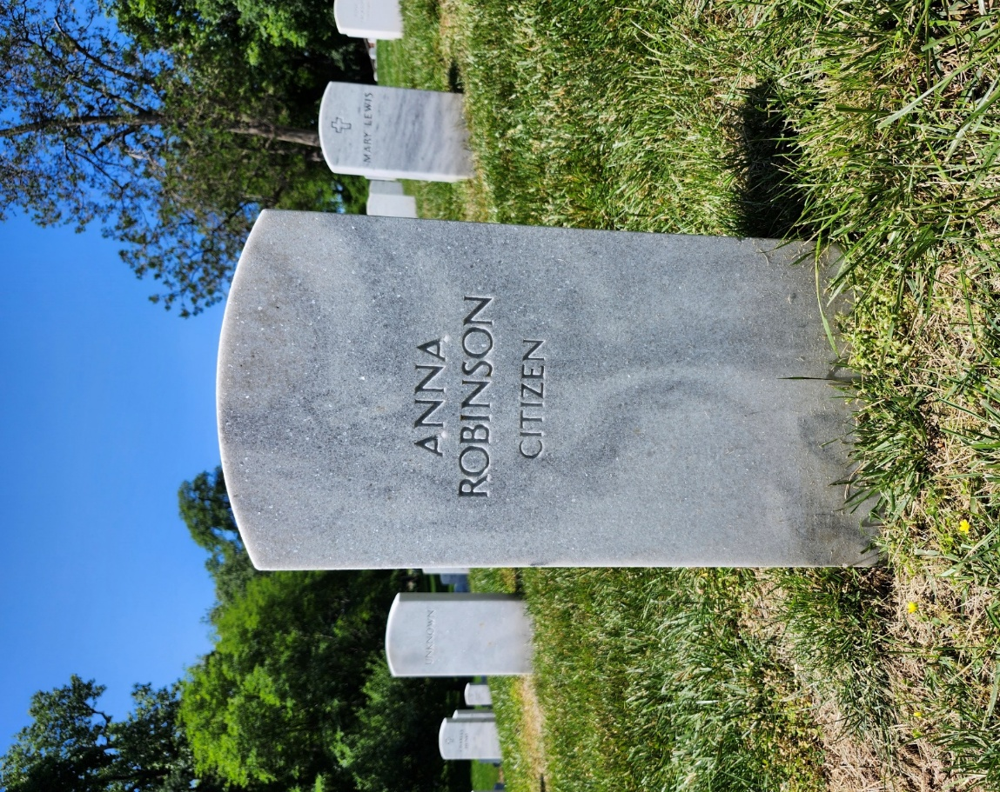 ANNA
ROBINSON
CITIZEN
MARY LEWIS
UNKNOWN